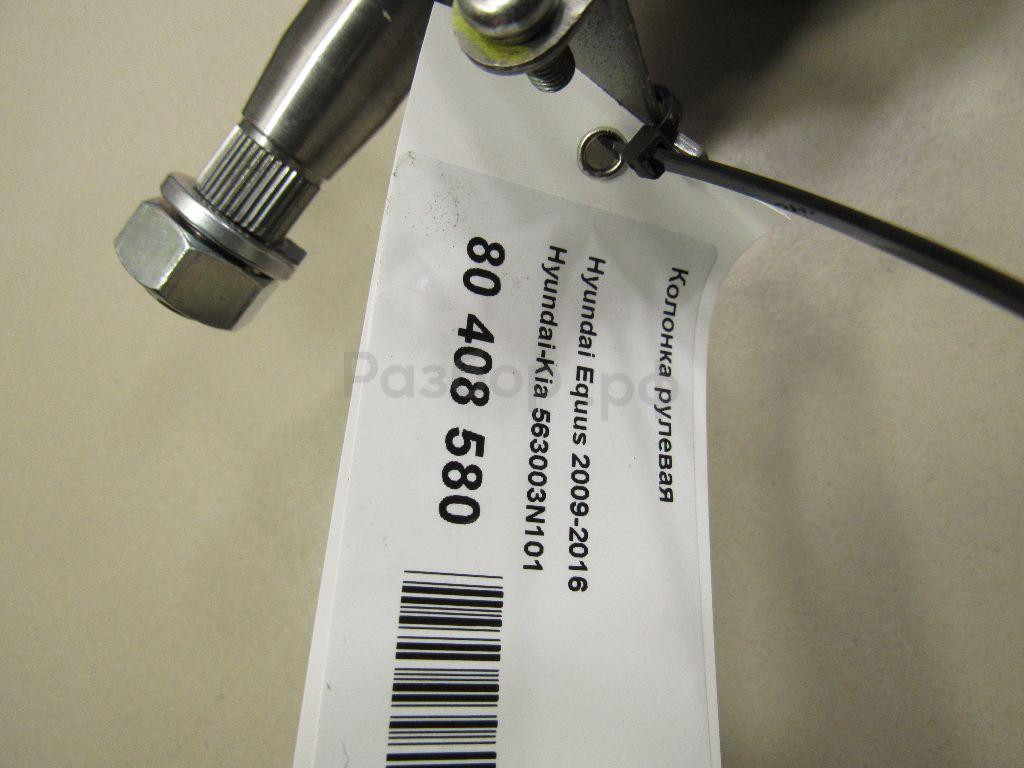 Колонка рулевая
Hyundai Equus 2009-2016
Hyundai-Kia 563003N101
80 408 580